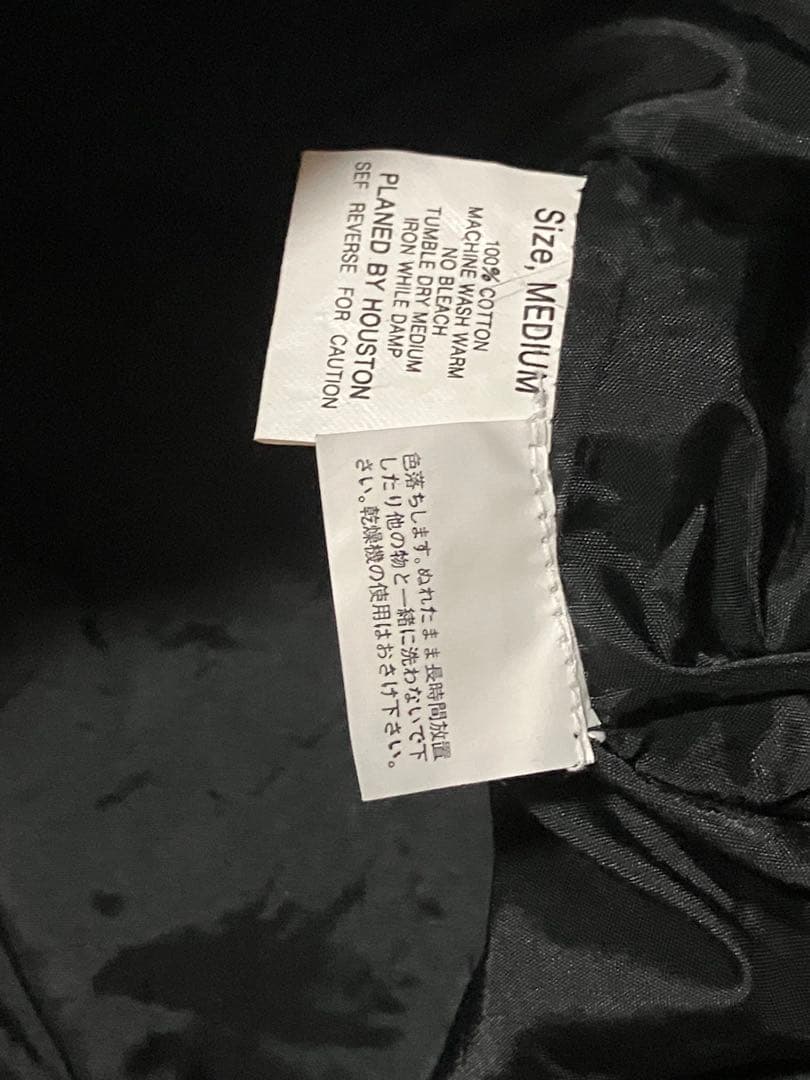 Size, MEDIUM
100% COTTON
MACHINE WASH WARM
NO BLEACH
TUMBLE DRY MEDIUM
IRON WHILE DAMP
PLANED BY HOUSTON
SEF REVERSE FOR CAUTION
色落ちします。ぬれたまま長時間放置
したり他の物と一緒に洗わないで下
さい。乾燥機の使用はおさけ下さい。